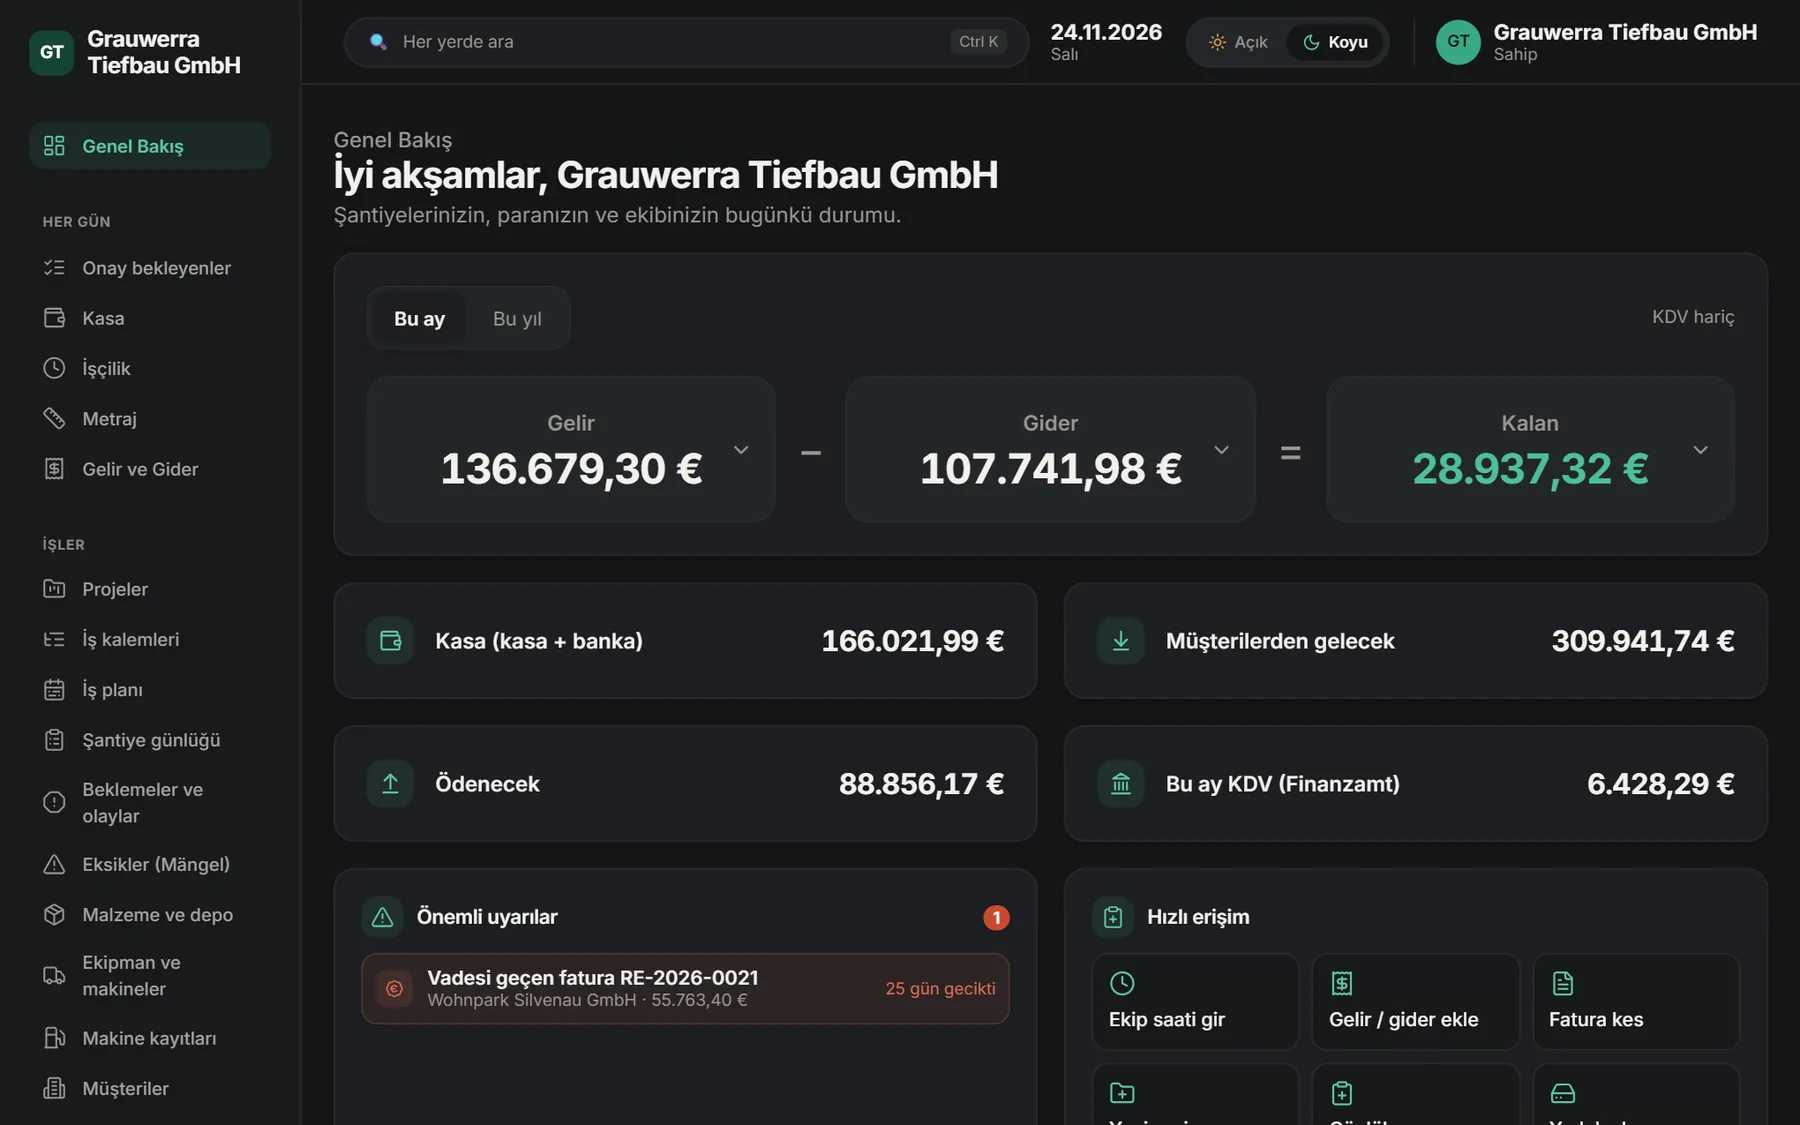 GT
Grauwerra
Tiefbau GmbH
Genel Bakış
HER GÜN
Onay bekleyenler
Kasa
İşçilik
Metraj
Gelir ve Gider
İŞLER
Projeler
İş kalemleri
İş planı
Şantiye günlüğü
Beklemeler ve
olaylar
Eksikler (Mängel)
Malzeme ve depo
Ekipman ve
makineler
Makine kayıtları
Müşteriler
Her yerde ara
Ctrl K
24.11.2026
Salı
Açık
Koyu
GT
Grauwerra Tiefbau GmbH
Sahip
Genel Bakış
İyi akşamlar, Grauwerra Tiefbau GmbH
Şantiyelerinizin, paranızın ve ekibinizin bugünkü durumu.
Bu ay
Bu yıl
KDV hariç
Gelir
136.679,30 €
−
Gider
107.741,98 €
=
Kalan
28.937,32 €
Kasa (kasa + banka)
166.021,99 €
Müşterilerden gelecek
309.941,74 €
Ödenecek
88.856,17 €
Bu ay KDV (Finanzamt)
6.428,29 €
Önemli uyarılar
1
Vadesi geçen fatura RE-2026-0021
Wohnpark Silvenau GmbH · 55.763,40 €
25 gün gecikti
Hızlı erişim
Ekip saati gir
Gelir / gider ekle
Fatura kes